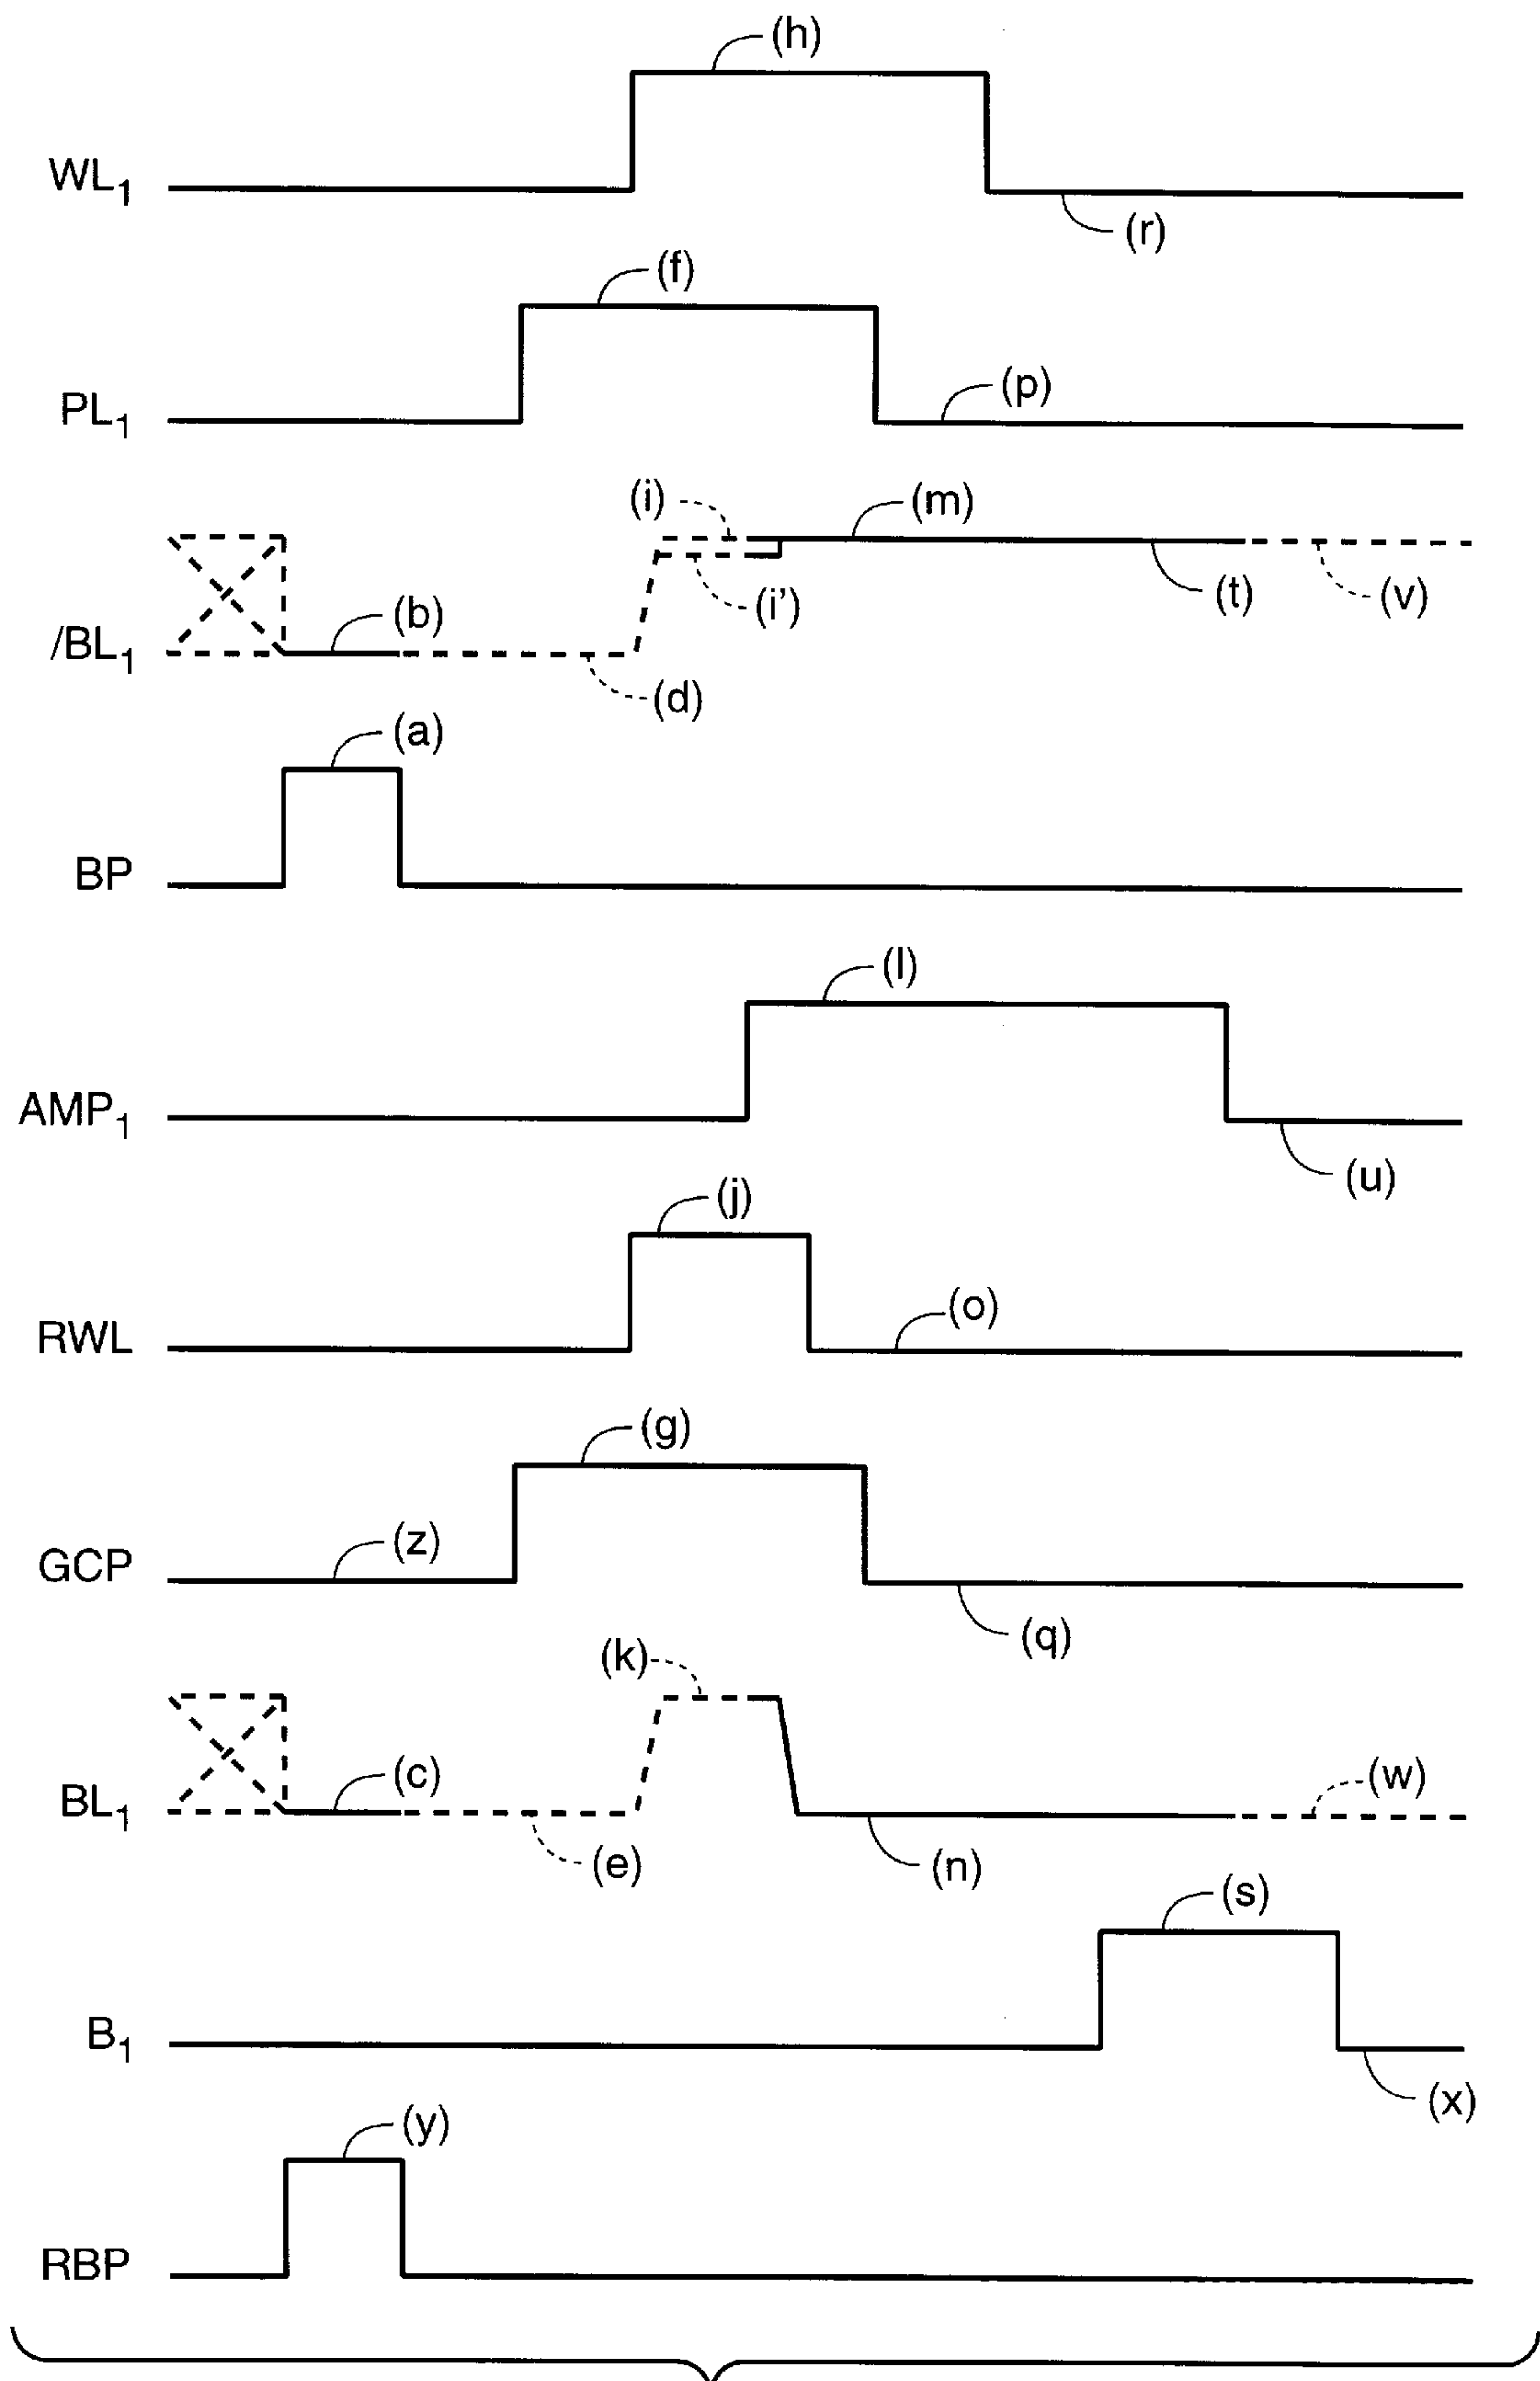 (h)
WL1
(r)
(f)
PL1
(p)
(i) (m)
(b) (i') (t) (v)
/BL1
(d)
(a)
BP
(l)
AMP1
(u)
(j)
RWL
(o)
(g)
(z)
GCP
(q)
(k)
(c) (w)
BL1
(e) (n)
(s)
B1
(x)
(y)
RBP